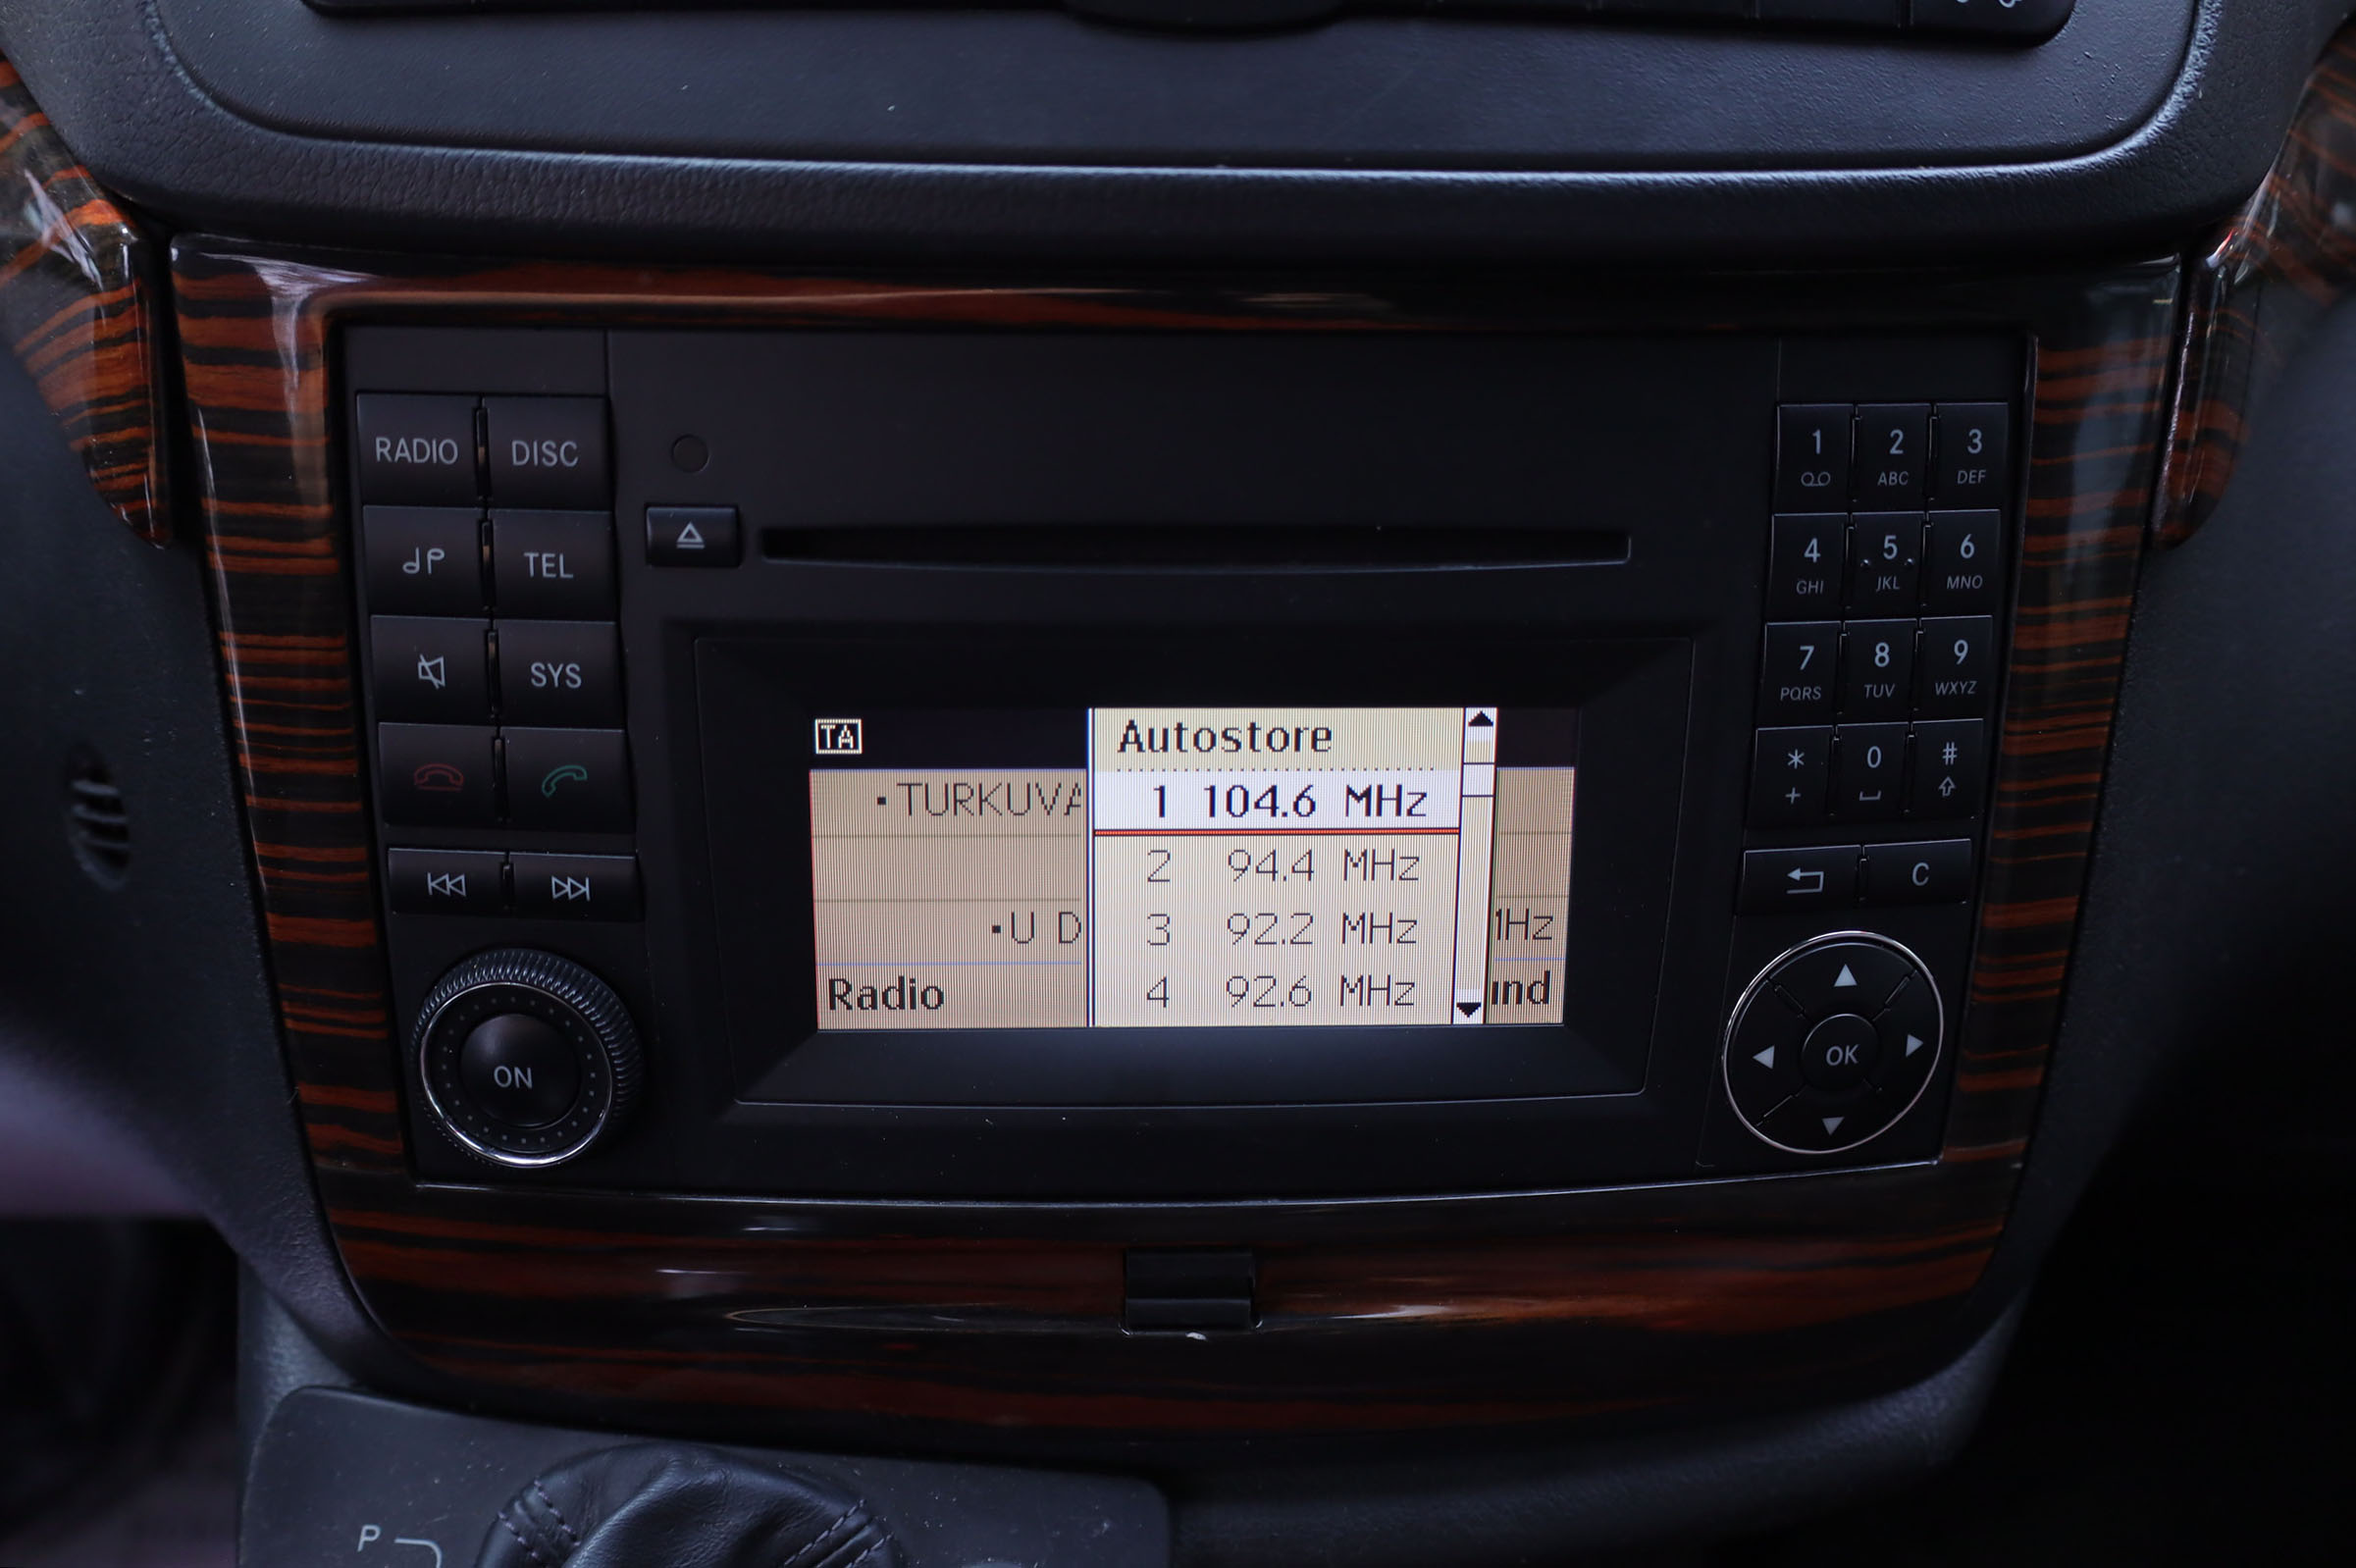 RADIO DISC
TEL
SYS
ON
TA
Autostore
1 104.6 MHz
2 94.4 MHz
3 92.2 MHz
4 92.6 MHz
•TURKUVA
•U D
Radio
1 2 ABC 3 DEF
4 GHI 5 JKL 6 MNO
7 PQRS 8 TUV 9 WXYZ
* + 0 #
C
OK
P